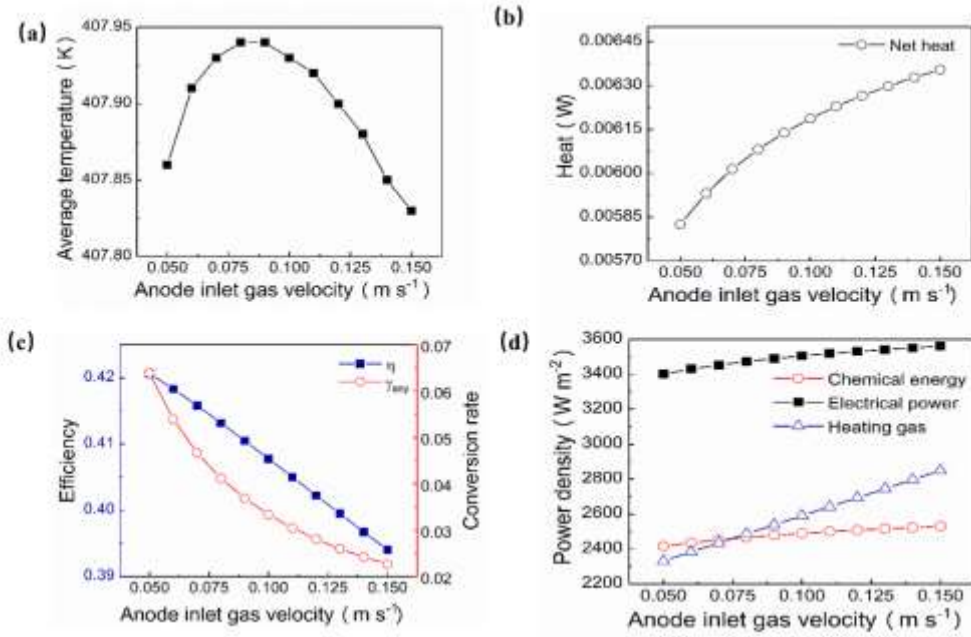 (a)
Average temperature ( K )
407.95
407.90
407.85
407.80
0.050 0.075 0.100 0.125 0.150
Anode inlet gas velocity ( m s⁻¹ )
(b)
Heat ( W )
0.00645
0.00630
0.00615
0.00600
0.00585
0.00570
Net heat
0.050 0.075 0.100 0.125 0.150
Anode inlet gas velocity ( m s⁻¹ )
(c)
Efficiency
0.42
0.41
0.40
0.39
η
0.07
0.06
0.05
0.04
0.03
0.02
Conversion rate
0.050 0.075 0.100 0.125 0.150
Anode inlet gas velocity ( m s⁻¹ )
(d)
Power density ( W m⁻² )
3600
3400
3200
3000
2800
2600
2400
2200
Chemical energy
Electrical power
Heating gas
0.050 0.075 0.100 0.125 0.150
Anode inlet gas velocity ( m s⁻¹ )